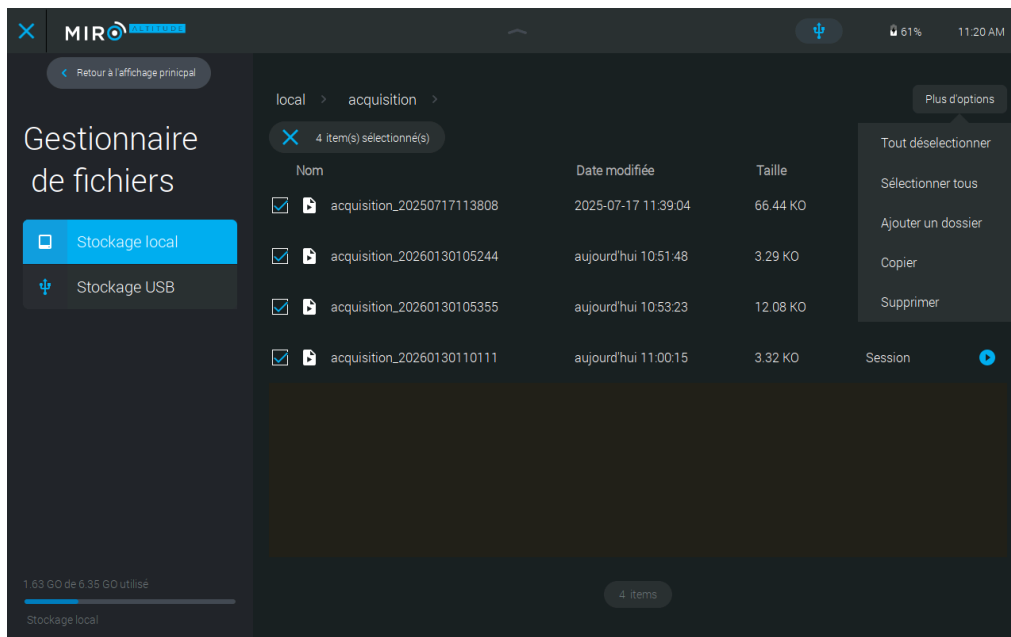 MIRO ALTITUDE
61%
11:20 AM
Retour à l'affichage prinicpal
Gestionnaire
de fichiers
Stockage local
Stockage USB
1.63 GO de 6.35 GO utilisé
Stockage local
local > acquisition >
Plus d'options
4 item(s) sélectionné(s)
Nom Date modifiée Taille
acquisition_20250717113808 2025-07-17 11:39:04 66.44 KO
acquisition_20260130105244 aujourd'hui 10:51:48 3.29 KO
acquisition_20260130105355 aujourd'hui 10:53:23 12.08 KO
acquisition_20260130110111 aujourd'hui 11:00:15 3.32 KO Session
Tout déselectionner
Sélectionner tous
Ajouter un dossier
Copier
Supprimer
4 items